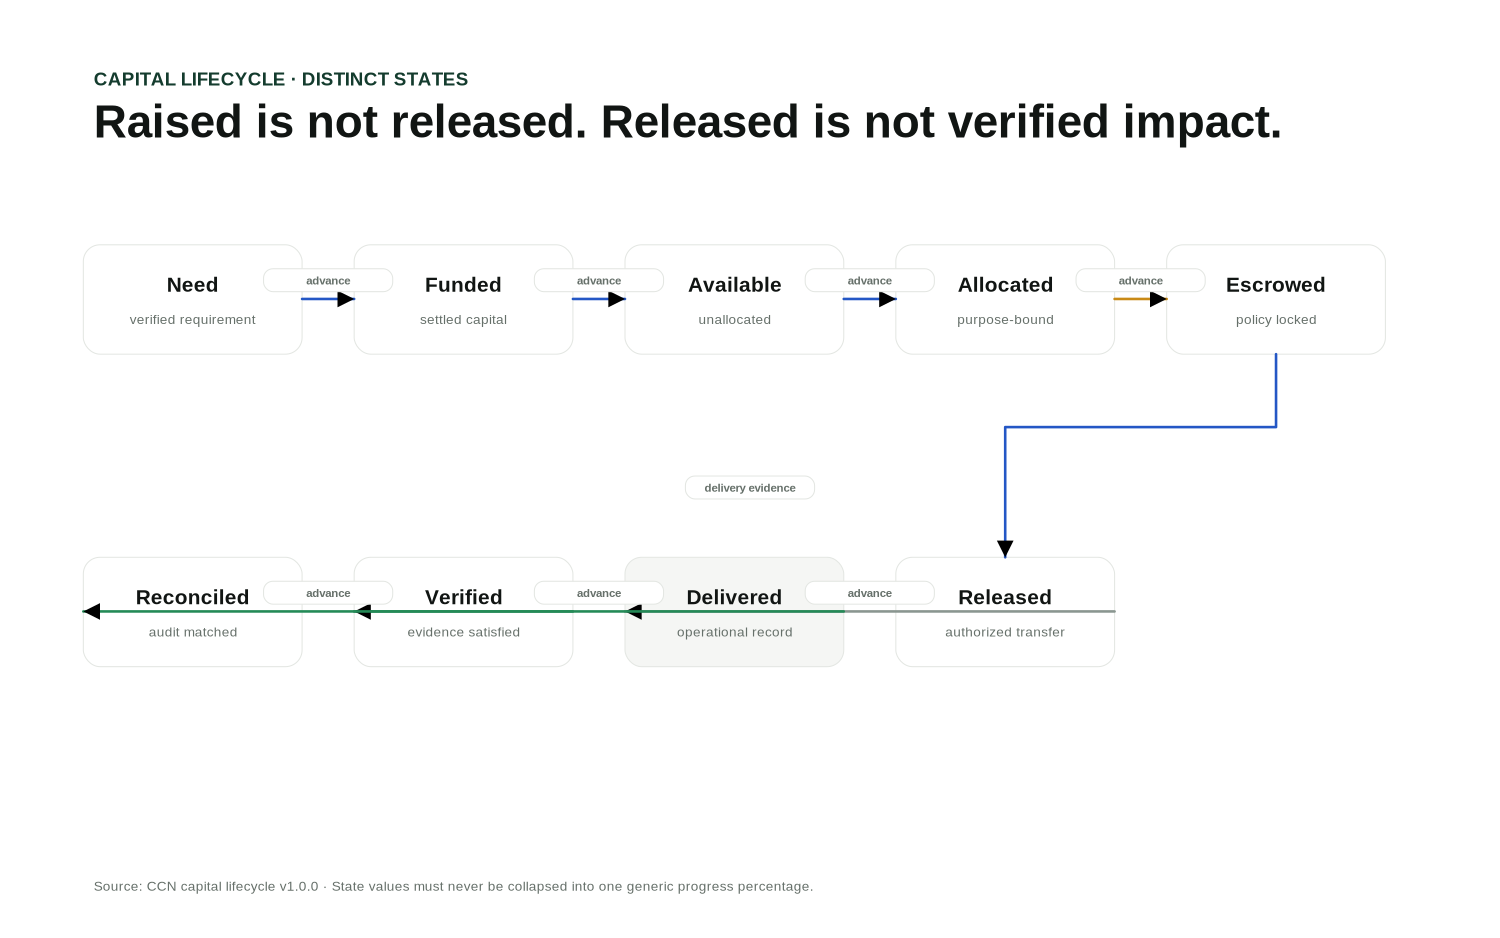 CAPITAL LIFECYCLE · DISTINCT STATES
Raised is not released. Released is not verified impact.
Need
verified requirement
advance
Funded
settled capital
advance
Available
unallocated
advance
Allocated
purpose-bound
advance
Escrowed
policy locked
delivery evidence
Reconciled
audit matched
advance
Verified
evidence satisfied
advance
Delivered
operational record
advance
Released
authorized transfer
Source: CCN capital lifecycle v1.0.0 · State values must never be collapsed into one generic progress percentage.